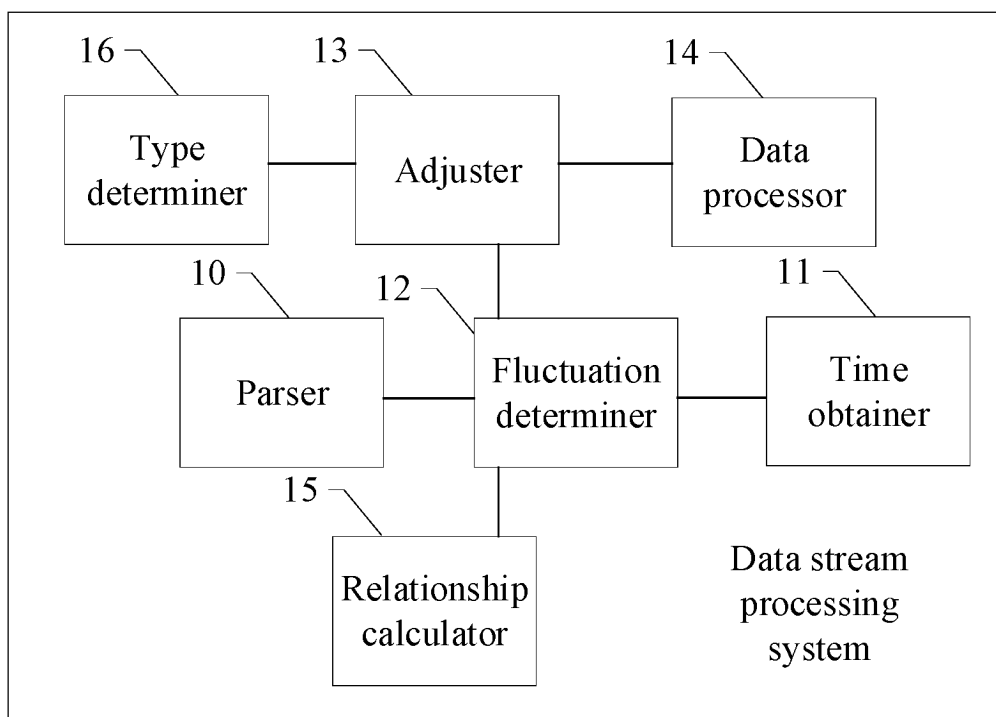 16
13
14
Type
determiner
Adjuster
Data
processor
10
12
11
Parser
Fluctuation
determiner
Time
obtainer
15
Relationship
calculator
Data stream
processing
system